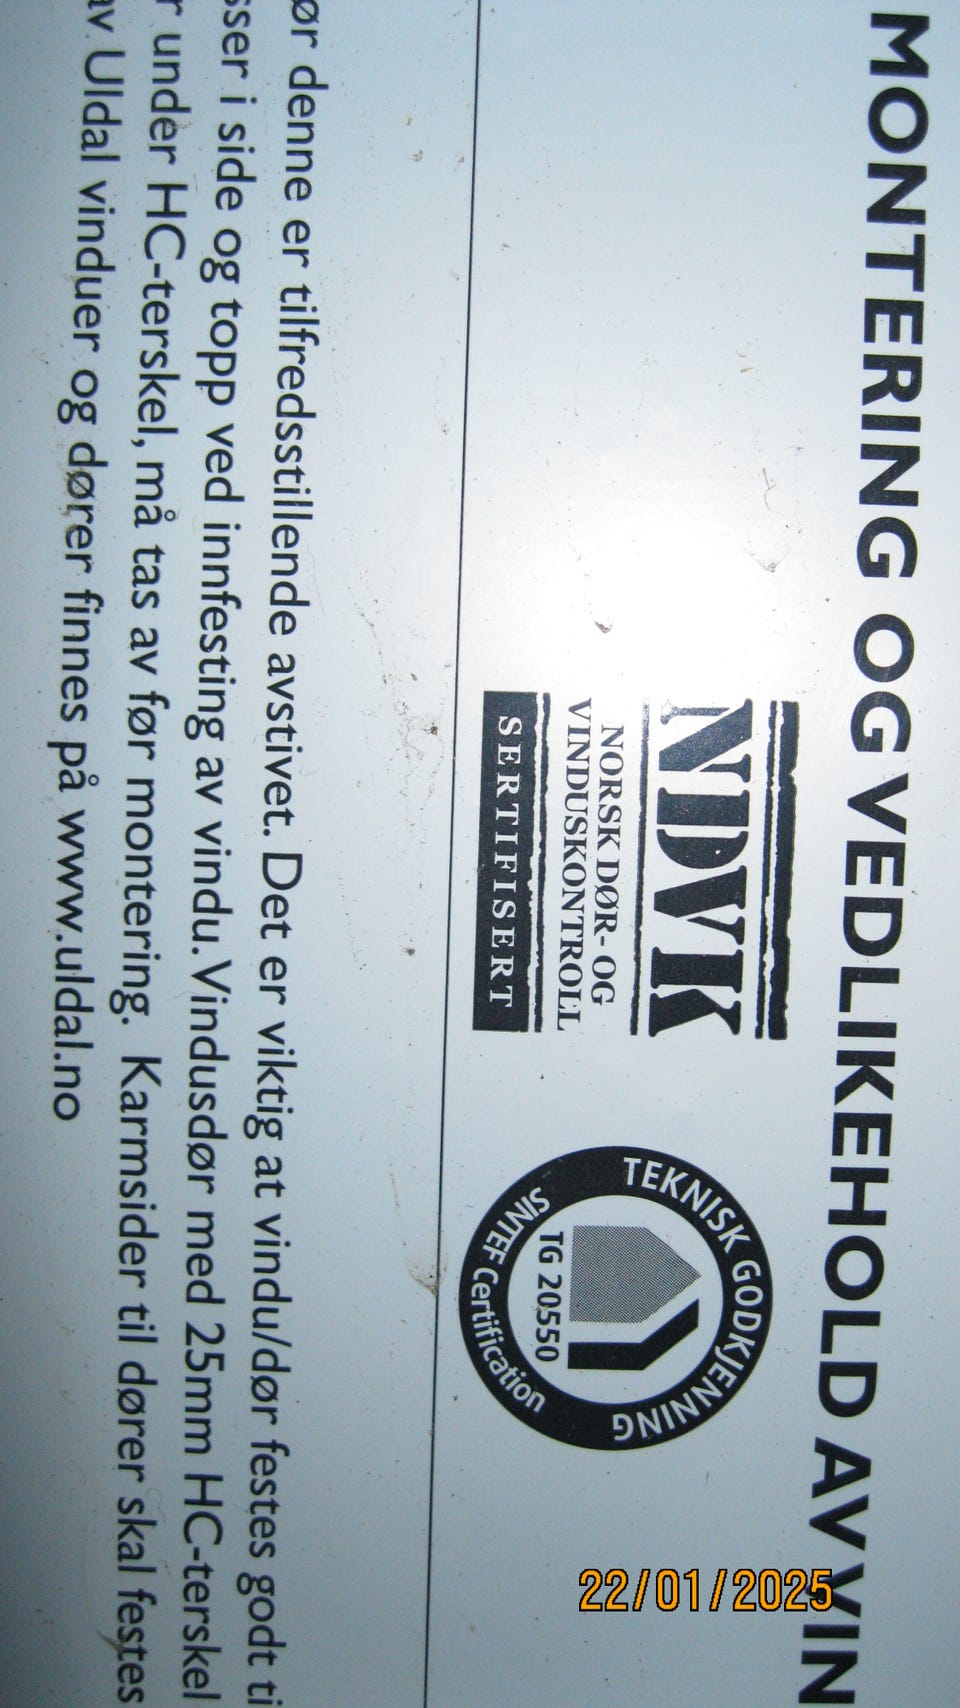 MONTERING OG VEDLIKEHOLD AV VIN
NDVK
NORSK DØR- OG
VINDUSKONTROLL
SERTIFISERT
TEKNISK GODKJENNING
TG 20550
SINTEF Certification
ør denne er tilfredsstillende avstivet. Det er viktig at vindu/dør festes godt ti
sser i side og topp ved innfesting av vindu. Vindusdør med 25mm HC-terskel
r under HC-terskel, må tas av før montering. Karmsider til dører skal festes
av Uldal vinduer og dører finnes på www.uldal.no
22/01/2025